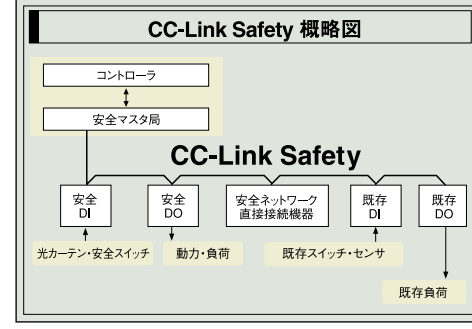 CC-Link Safety 概略図
コントローラ
安全マスタ局
CC-Link Safety
安全
DI
安全
DO
安全ネットワーク
直接接続機器
既存
DI
既存
DO
光カーテン・安全スイッチ
動力・負荷
既存スイッチ・センサ
既存負荷